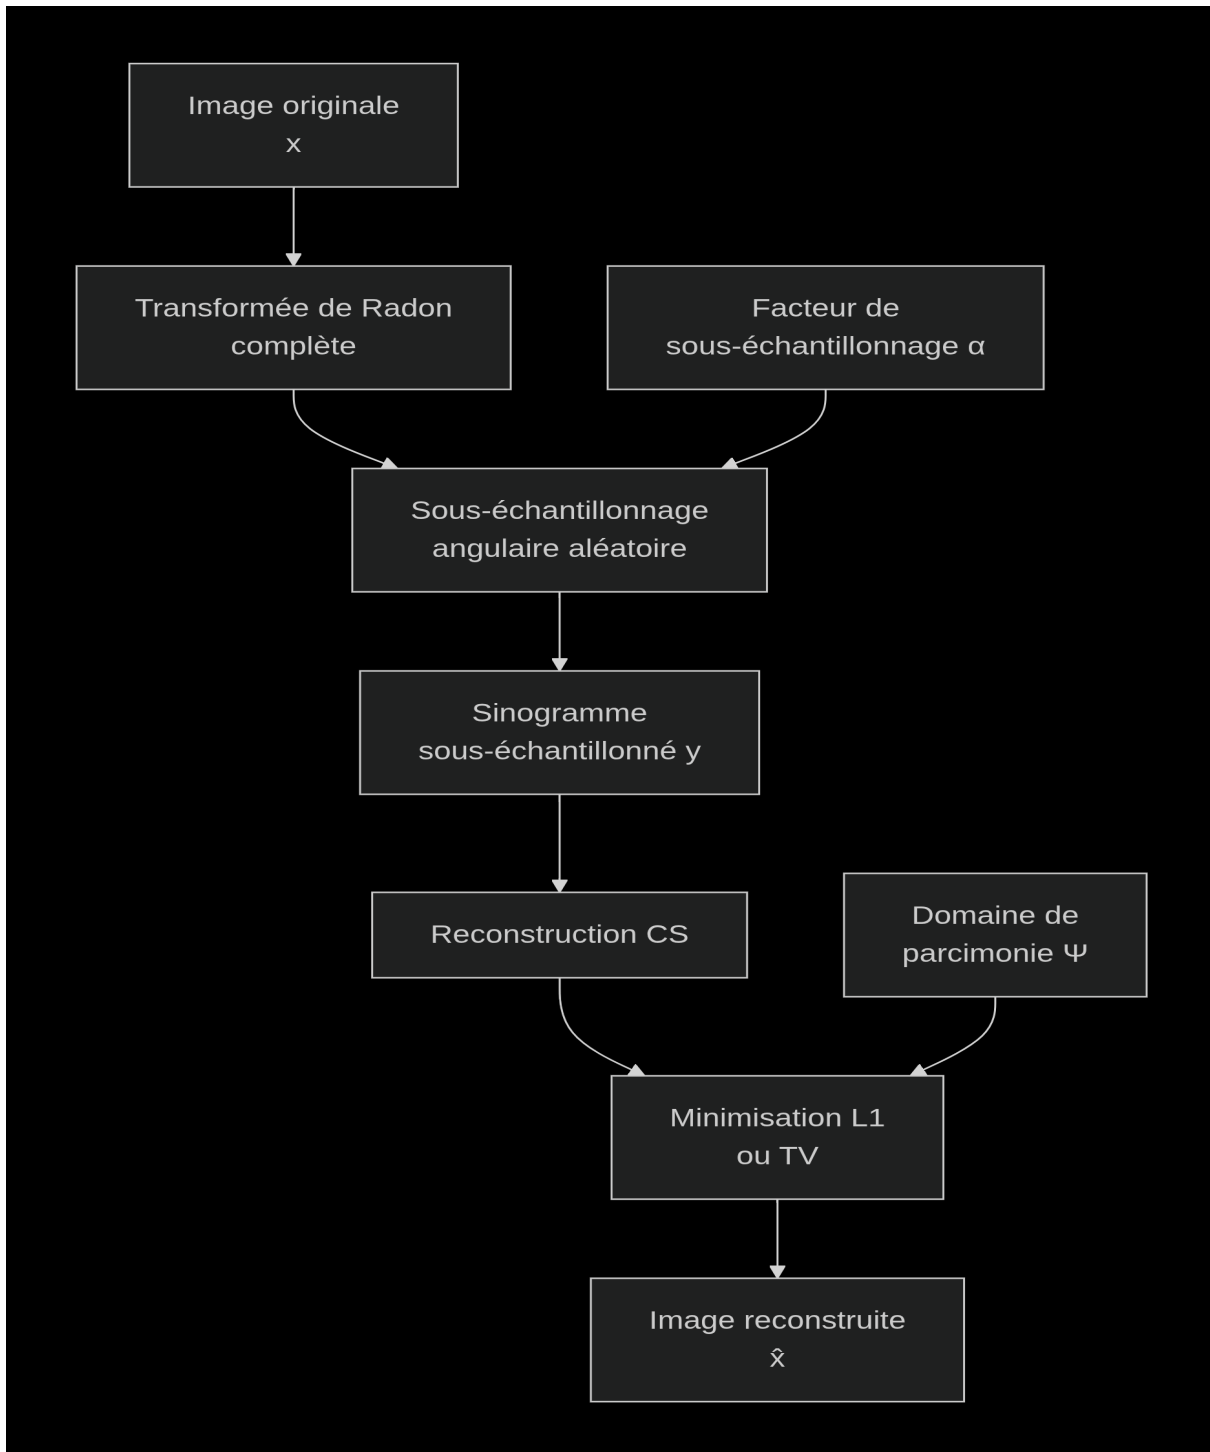 Image originale
x
Transformée de Radon
complète
Facteur de
sous-échantillonnage α
Sous-échantillonnage
angulaire aléatoire
Sinogramme
sous-échantillonné y
Reconstruction CS
Domaine de
parcimonie Ψ
Minimisation L1
ou TV
Image reconstruite
x̂